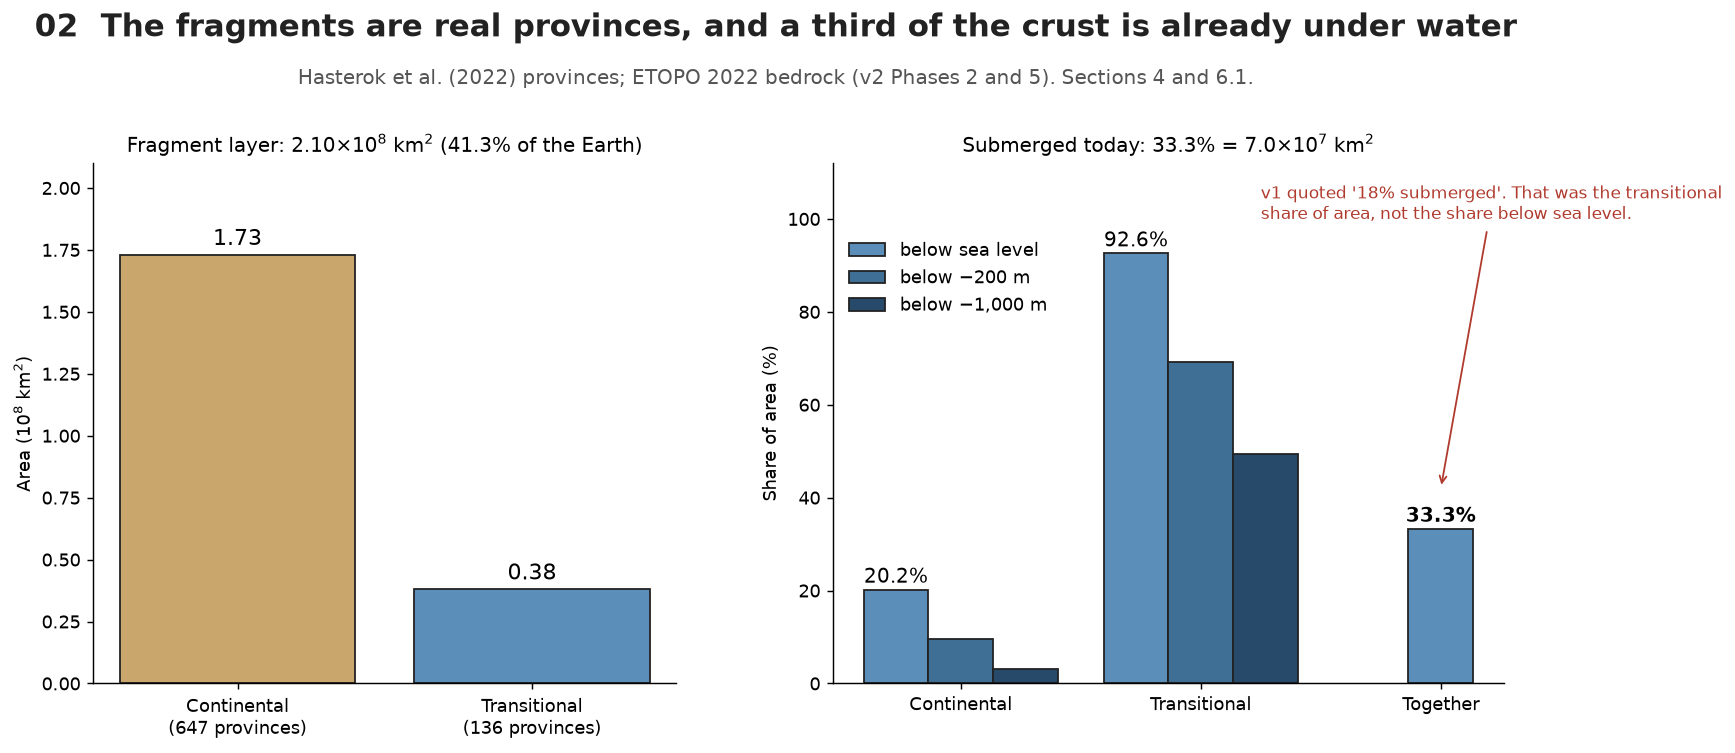 02 The fragments are real provinces, and a third of the crust is already under water
Hasterok et al. (2022) provinces; ETOPO 2022 bedrock (v2 Phases 2 and 5). Sections 4 and 6.1.
Fragment layer: 2.10×10⁸ km² (41.3% of the Earth)
Area (10⁸ km²)
2.00
1.75
1.50
1.25
1.00
0.75
0.50
0.25
0.00
1.73
0.38
Continental
(647 provinces)
Transitional
(136 provinces)
Submerged today: 33.3% = 7.0×10⁷ km²
v1 quoted '18% submerged'. That was the transitional
share of area, not the share below sea level.
Share of area (%)
100
80
60
40
20
0
below sea level
below −200 m
below −1,000 m
20.2%
92.6%
33.3%
Continental
Transitional
Together